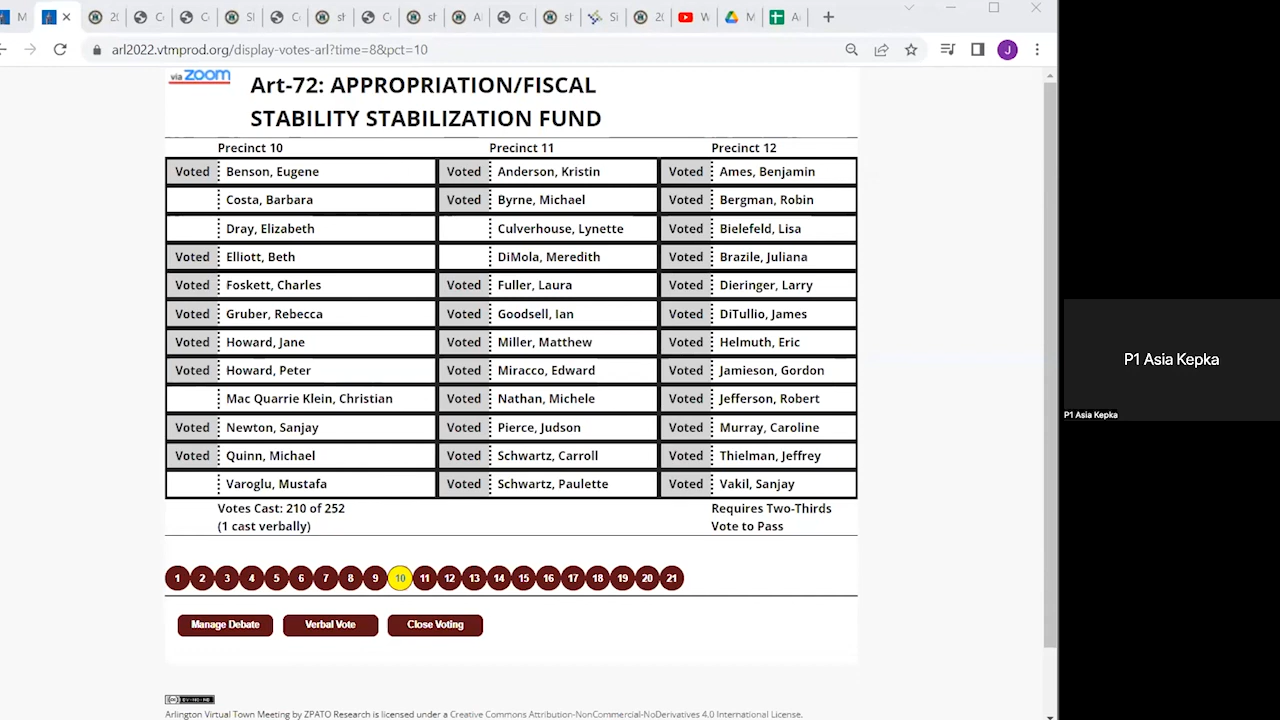 M
2(
C
C
SI
C
sl
C
sl
A
C
sl
Si
2(
W
M
A
arl2022.vtmprod.org/display-votes-arl?time=8&pct=10
J
via zoom
Art-72: APPROPRIATION/FISCAL
STABILITY STABILIZATION FUND
Precinct 10 Precinct 11 Precinct 12
Voted Benson, Eugene Voted Anderson, Kristin Voted Ames, Benjamin
Costa, Barbara Voted Byrne, Michael Voted Bergman, Robin
Dray, Elizabeth Culverhouse, Lynette Voted Bielefeld, Lisa
Voted Elliott, Beth DiMola, Meredith Voted Brazile, Juliana
Voted Foskett, Charles Voted Fuller, Laura Voted Dieringer, Larry
Voted Gruber, Rebecca Voted Goodsell, Ian Voted DiTullio, James
Voted Howard, Jane Voted Miller, Matthew Voted Helmuth, Eric
Voted Howard, Peter Voted Miracco, Edward Voted Jamieson, Gordon
Mac Quarrie Klein, Christian Voted Nathan, Michele Voted Jefferson, Robert
Voted Newton, Sanjay Voted Pierce, Judson Voted Murray, Caroline
Voted Quinn, Michael Voted Schwartz, Carroll Voted Thielman, Jeffrey
Varoglu, Mustafa Voted Schwartz, Paulette Voted Vakil, Sanjay
Votes Cast: 210 of 252 Requires Two-Thirds
(1 cast verbally) Vote to Pass
1 2 3 4 5 6 7 8 9 10 11 12 13 14 15 16 17 18 19 20 21
Manage Debate Verbal Vote Close Voting
Arlington Virtual Town Meeting by ZPATO Research is licensed under a Creative Commons Attribution-NonCommercial-NoDerivatives 4.0 International License.
P1 Asia Kepka
P1 Asia Kepka